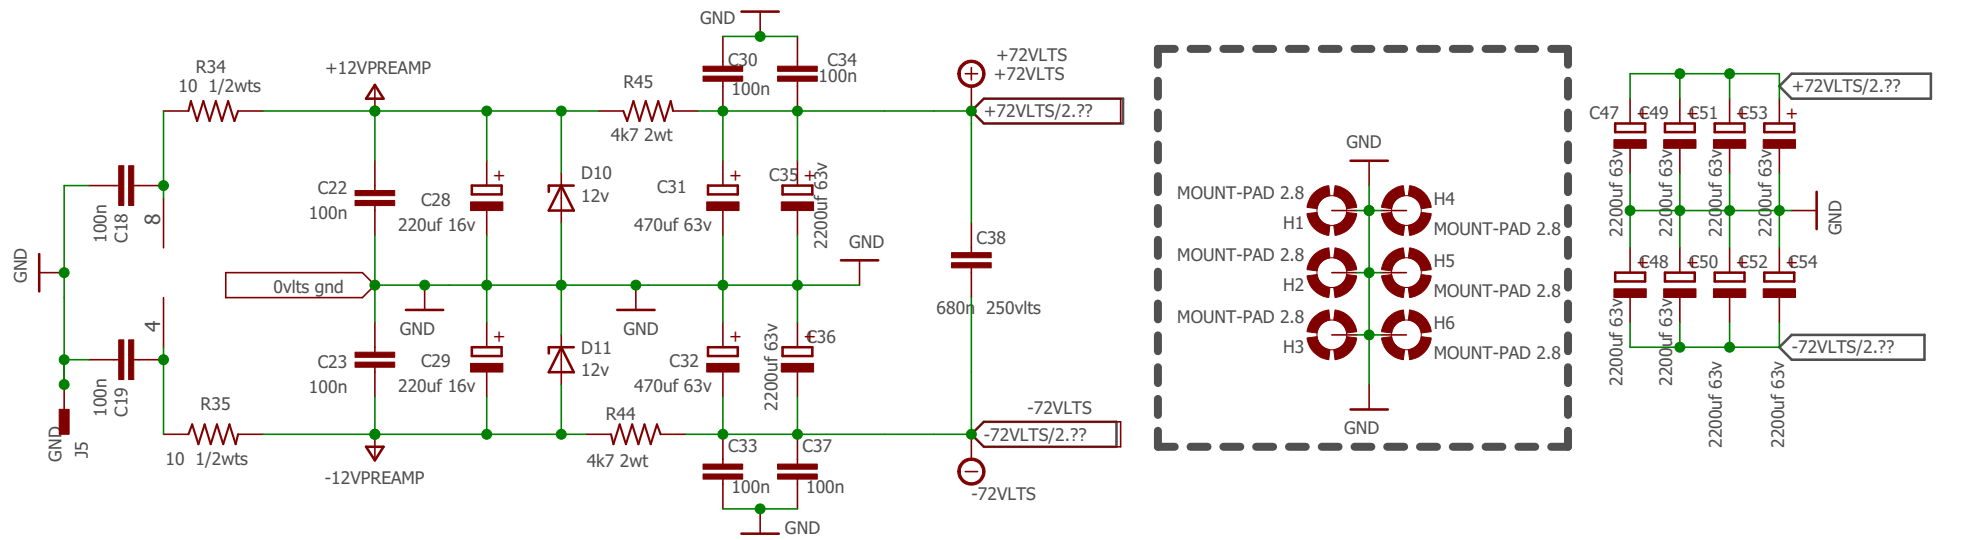 GND
C30
100n
C34
100n
+72VLTS
+72VLTS
+72VLTS/2.??
R34
10 1/2wts
+12VPREAMP
R45
4k7 2wt
100n
C18
8
C22
100n
C28
+
220uf 16v
D10
12v
C31
+
470uf 63v
C35
+
2200uf 63v
GND
C38
680n 250vlts
GND
0vlts gnd
GND
GND
4
100n
C19
C23
100n
C29
+
220uf 16v
D11
12v
C32
+
470uf 63v
C36
+
2200uf 63v
GND
J5
R35
10 1/2wts
-12VPREAMP
R44
4k7 2wt
C33
100n
C37
100n
GND
-72VLTS
-72VLTS/2.??
-72VLTS
GND
MOUNT-PAD 2.8
H1
H4
MOUNT-PAD 2.8
MOUNT-PAD 2.8
H2
H5
MOUNT-PAD 2.8
MOUNT-PAD 2.8
H3
H6
MOUNT-PAD 2.8
GND
+72VLTS/2.??
C47
+
C49
+
C51
+
C53
+
2200uf 63v
2200uf 63v
2200uf 63v
2200uf 63v
GND
C48
+
C50
+
C52
+
C54
+
2200uf 63v
2200uf 63v
2200uf 63v
2200uf 63v
-72VLTS/2.??